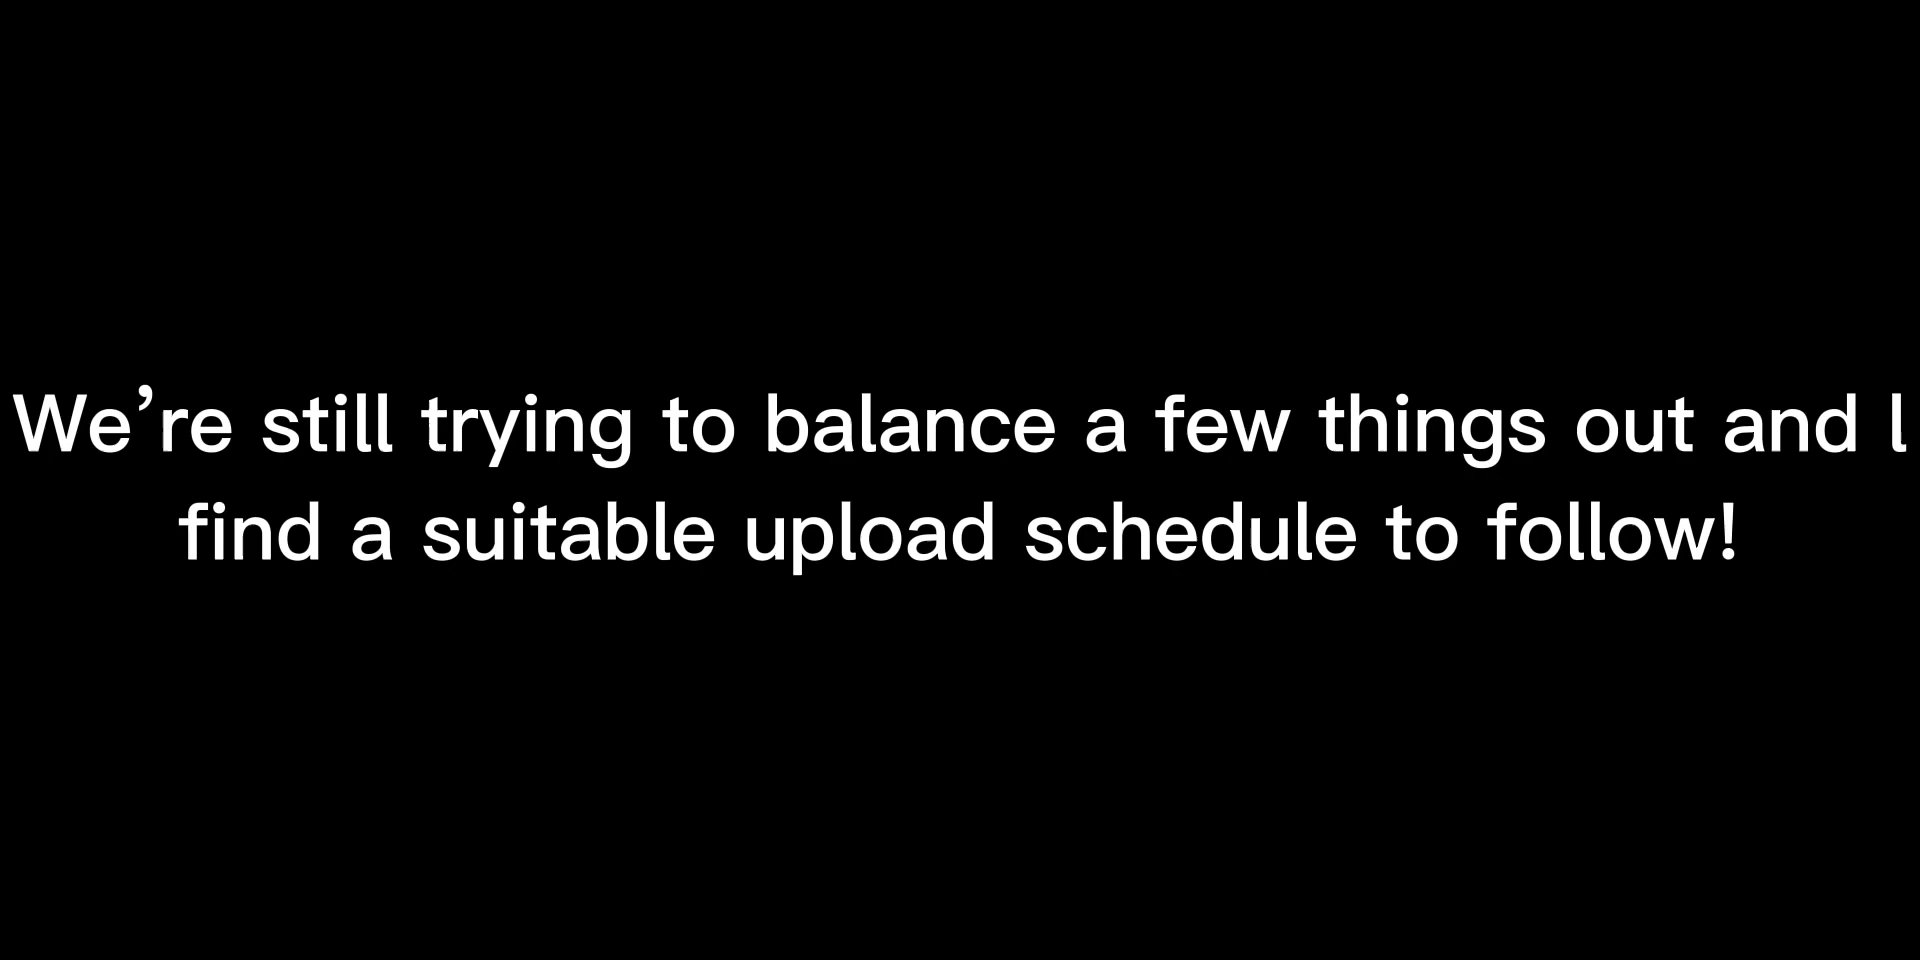 We’re still trying to balance a few things out and l
find a suitable upload schedule to follow!